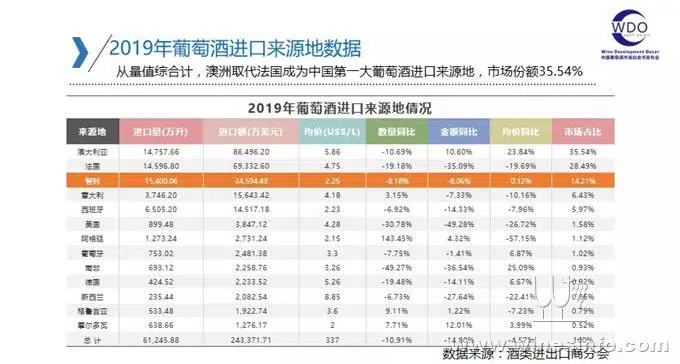 WDO
Wine Development Oscar
中国葡萄酒市场奥斯卡发布会
2019年葡萄酒进口来源地数据
从量值综合计，澳洲取代法国成为中国第一大葡萄酒进口来源地，市场份额35.54%
2019年葡萄酒进口来源地情况
来源地 进口量(万升) 进口额(万美元) 均价(US$/L) 数量同比 金额同比 均价同比 市场占比
澳大利亚 14,757.66 86,496.20 5.86 -10.69% 10.60% 23.84% 35.54%
法国 14,596.80 69,332.60 4.75 -19.18% -35.09% -19.69% 28.49%
智利 15,400.06 34,594.49 2.25 -8.18% -8.06% 0.12% 14.21%
意大利 3,746.20 15,643.42 4.18 3.15% -7.33% -10.16% 6.43%
西班牙 6,505.20 14,517.18 2.23 -6.92% -14.33% -7.96% 5.97%
美国 899.48 3,847.12 4.28 -30.78% -49.28% -26.72% 1.58%
阿根廷 1,273.24 2,731.24 2.15 143.45% 4.32% -57.15% 1.12%
葡萄牙 753.02 2,481.38 3.3 -7.75% -1.41% 6.87% 1.02%
南非 693.12 2,258.76 3.26 -49.27% -36.54% 25.09% 0.93%
德国 424.52 2,233.52 5.26 -19.48% -14.11% 6.67% 0.92%
新西兰 235.44 2,082.54 8.85 -6.73% -27.64% -22.41% 0.86%
格鲁吉亚 533.48 1,922.74 3.6 9.11% 1.22% -7.23% 0.79%
摩尔多瓦 638.66 1,276.17 2 7.71% 12.01% 3.99% 0.52%
总计 61,245.88 243,371.71 337 -10.91% -14.80% -4.57% 100%
www.winesinfo.com
数据来源：酒类进出口商分会